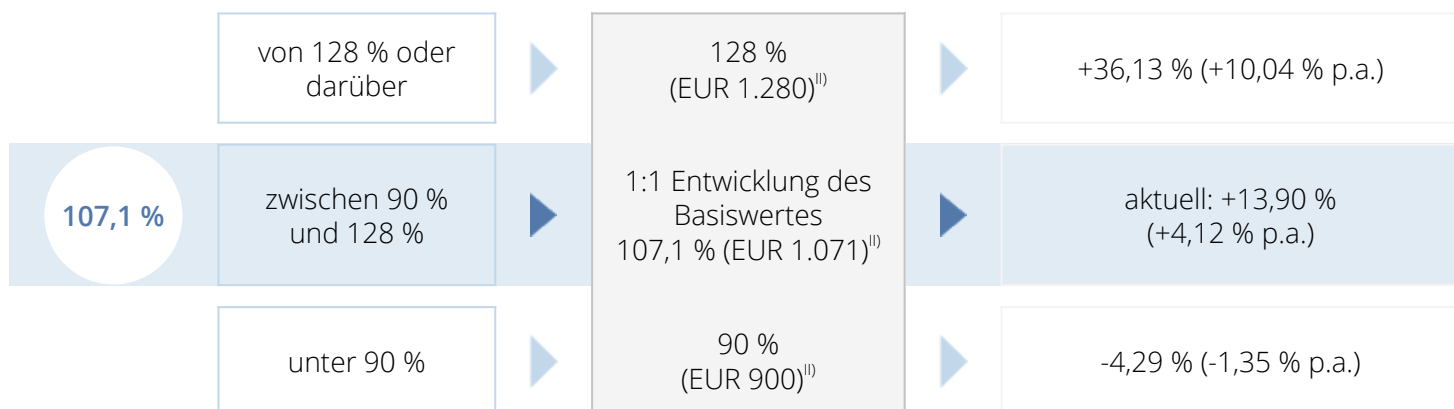 von 128 % oder
darüber
128 %
(EUR 1.280)II)
+36,13 % (+10,04 % p.a.)
107,1 %
zwischen 90 %
und 128 %
1:1 Entwicklung des
Basiswertes
107,1 % (EUR 1.071)II)
aktuell: +13,90 %
(+4,12 % p.a.)
unter 90 %
90 %
(EUR 900)II)
-4,29 % (-1,35 % p.a.)